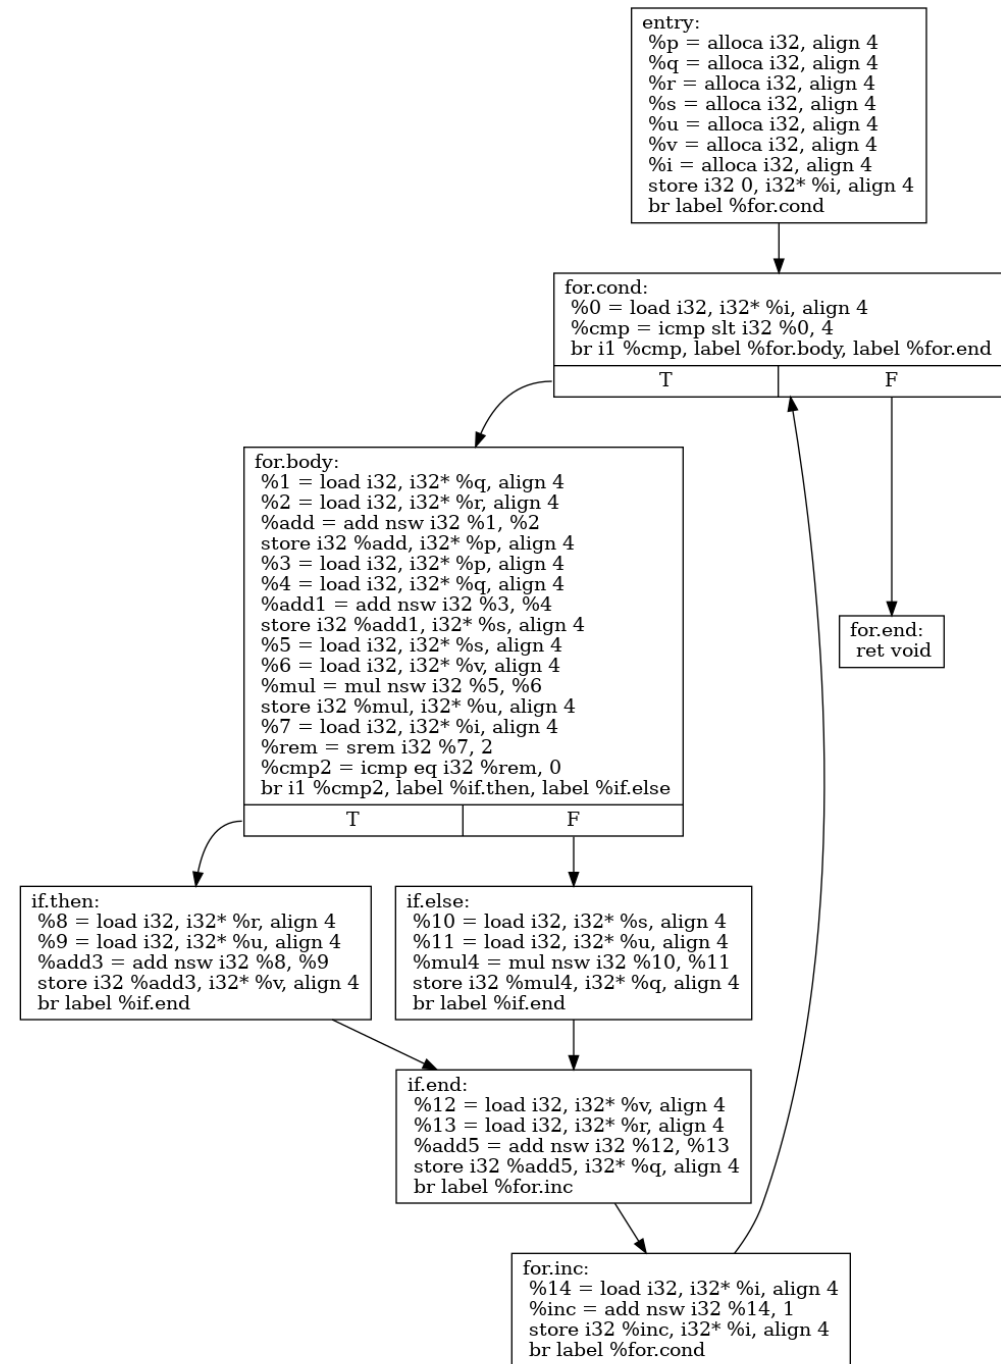 entry:
%p = alloca i32, align 4
%q = alloca i32, align 4
%r = alloca i32, align 4
%s = alloca i32, align 4
%u = alloca i32, align 4
%v = alloca i32, align 4
%i = alloca i32, align 4
store i32 0, i32* %i, align 4
br label %for.cond
for.cond:
%0 = load i32, i32* %i, align 4
%cmp = icmp slt i32 %0, 4
br i1 %cmp, label %for.body, label %for.end
T
F
for.body:
%1 = load i32, i32* %q, align 4
%2 = load i32, i32* %r, align 4
%add = add nsw i32 %1, %2
store i32 %add, i32* %p, align 4
%3 = load i32, i32* %p, align 4
%4 = load i32, i32* %q, align 4
%add1 = add nsw i32 %3, %4
store i32 %add1, i32* %s, align 4
%5 = load i32, i32* %s, align 4
%6 = load i32, i32* %v, align 4
%mul = mul nsw i32 %5, %6
store i32 %mul, i32* %u, align 4
%7 = load i32, i32* %i, align 4
%rem = srem i32 %7, 2
%cmp2 = icmp eq i32 %rem, 0
br i1 %cmp2, label %if.then, label %if.else
T
F
for.end:
ret void
if.then:
%8 = load i32, i32* %r, align 4
%9 = load i32, i32* %u, align 4
%add3 = add nsw i32 %8, %9
store i32 %add3, i32* %v, align 4
br label %if.end
if.else:
%10 = load i32, i32* %s, align 4
%11 = load i32, i32* %u, align 4
%mul4 = mul nsw i32 %10, %11
store i32 %mul4, i32* %q, align 4
br label %if.end
if.end:
%12 = load i32, i32* %v, align 4
%13 = load i32, i32* %r, align 4
%add5 = add nsw i32 %12, %13
store i32 %add5, i32* %q, align 4
br label %for.inc
for.inc:
%14 = load i32, i32* %i, align 4
%inc = add nsw i32 %14, 1
store i32 %inc, i32* %i, align 4
br label %for.cond